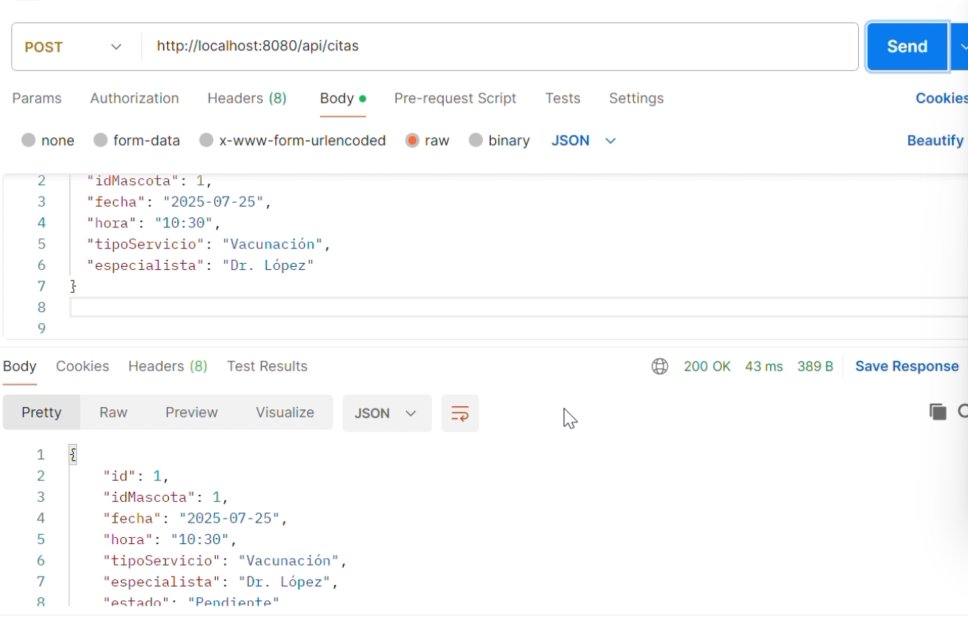 POST http://localhost:8080/api/citas Send
Params Authorization Headers (8) Body Pre-request Script Tests Settings Cookies
none form-data x-www-form-urlencoded raw binary JSON Beautify
2 "idMascota": 1,
3 "fecha": "2025-07-25",
4 "hora": "10:30",
5 "tipoServicio": "Vacunación",
6 "especialista": "Dr. López"
7 }
8
9
Body Cookies Headers (8) Test Results 200 OK 43 ms 389 B Save Response
Pretty Raw Preview Visualize JSON
1 {
2 "id": 1,
3 "idMascota": 1,
4 "fecha": "2025-07-25",
5 "hora": "10:30",
6 "tipoServicio": "Vacunación",
7 "especialista": "Dr. López",
8 "estado": "Pendiente"